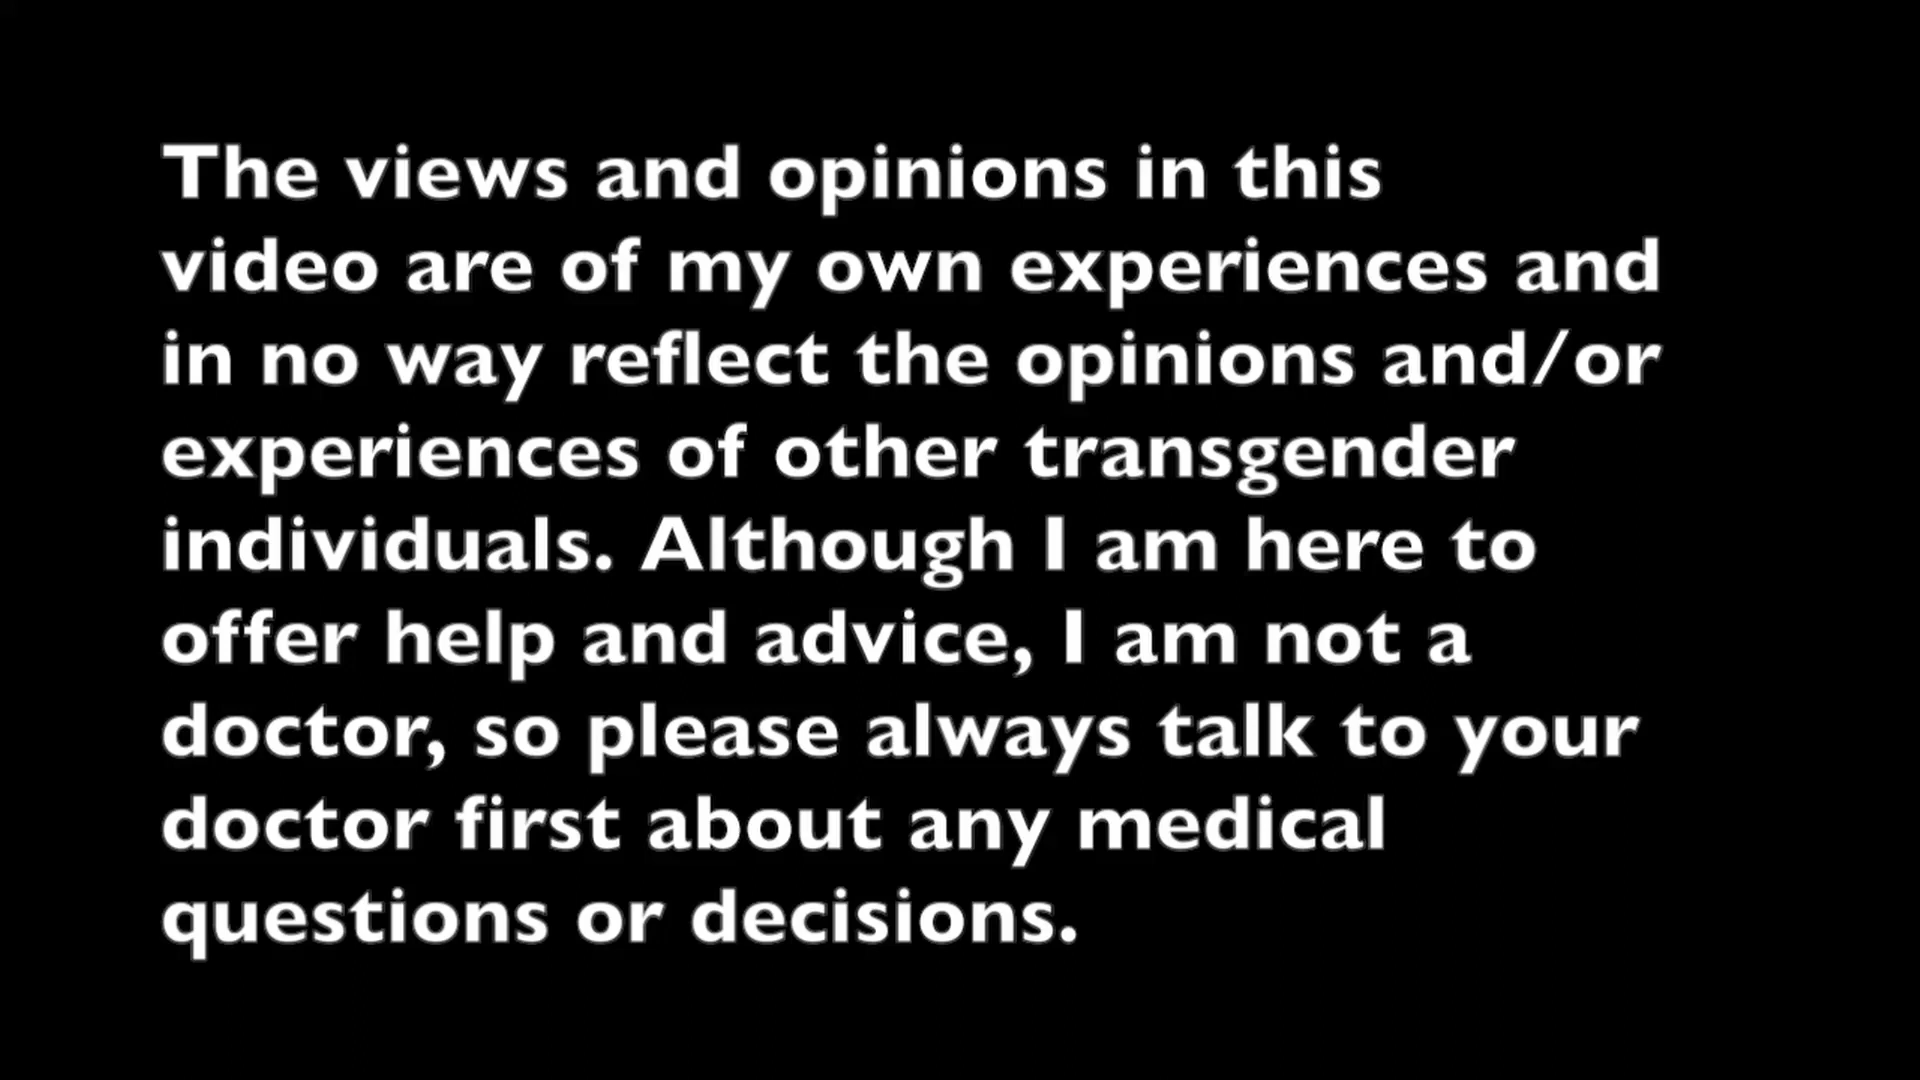 The views and opinions in this
video are of my own experiences and
in no way reflect the opinions and/or
experiences of other transgender
individuals. Although I am here to
offer help and advice, I am not a
doctor, so please always talk to your
doctor first about any medical
questions or decisions.